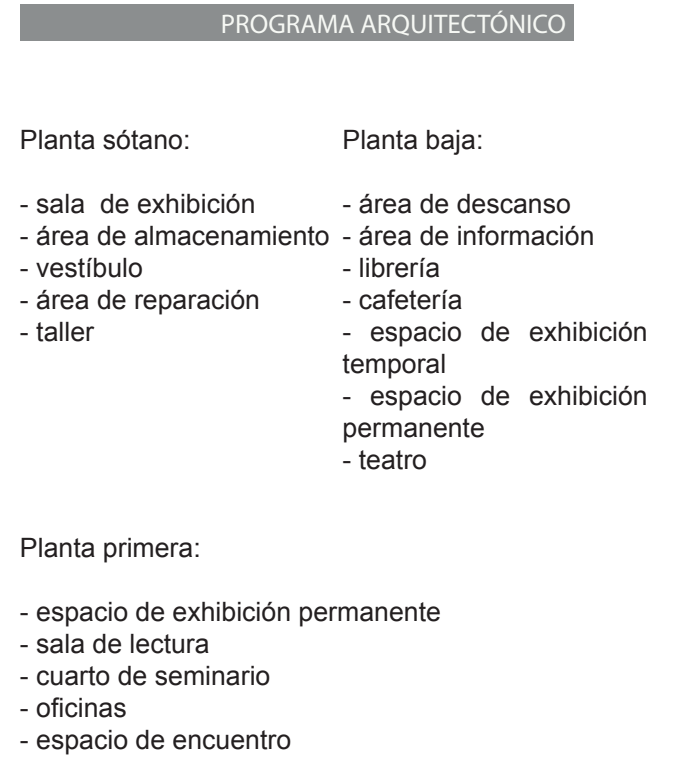 PROGRAMA ARQUITECTÓNICO
Planta sótano:
- sala de exhibición
- área de almacenamiento
- vestíbulo
- área de reparación
- taller
Planta baja:
- área de descanso
- área de información
- librería
- cafetería
- espacio de exhibición
temporal
- espacio de exhibición
permanente
- teatro
Planta primera:
- espacio de exhibición permanente
- sala de lectura
- cuarto de seminario
- oficinas
- espacio de encuentro